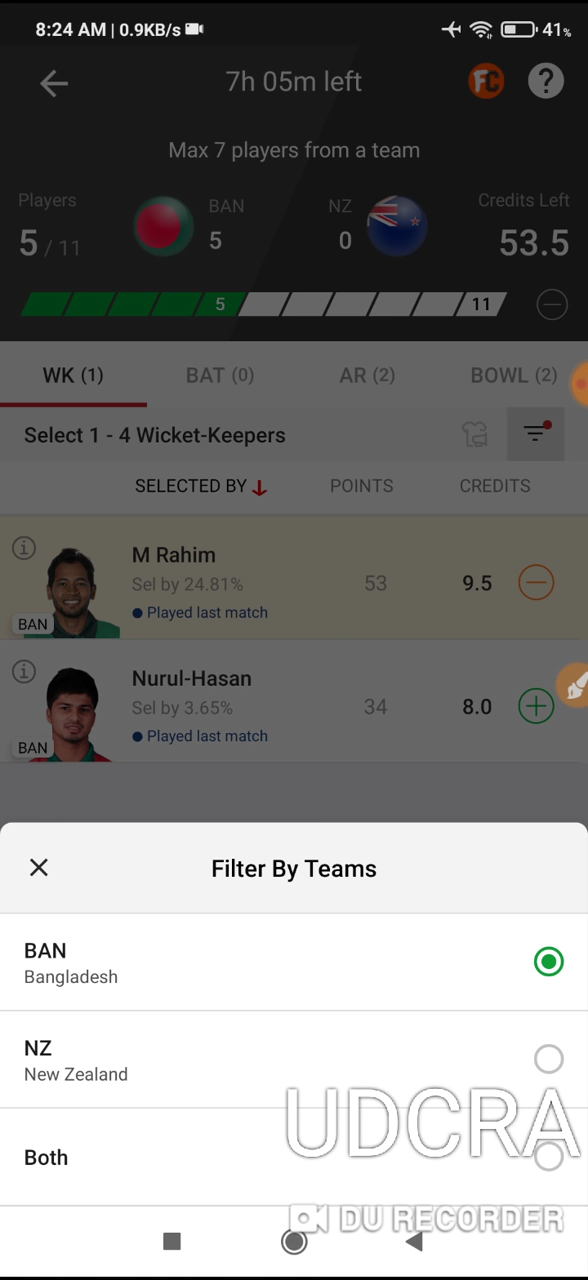 8:24 AM | 0.9KB/s 41%
7h 05m left FC ?
Max 7 players from a team
Players BAN NZ Credits Left
5 / 11 5 0 53.5
5 11
WK (1) BAT (0) AR (2) BOWL (2)
Select 1 - 4 Wicket-Keepers
SELECTED BY POINTS CREDITS
M Rahim
Sel by 24.81% 53 9.5
BAN Played last match
Nurul-Hasan
Sel by 3.65% 34 8.0
BAN Played last match
Filter By Teams
BAN
Bangladesh
NZ
New Zealand
UDCRA
Both
DU RECORDER